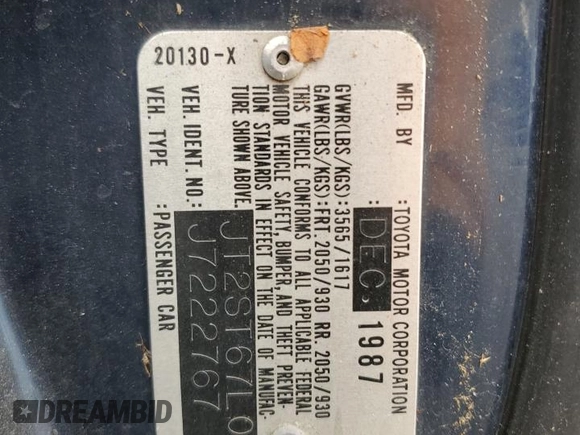 20130-X
MFD. BY :TOYOTA MOTOR CORPORATION
:DEC. 1987
GVWR(LBS/KGS):3565/1617
GAWR(LBS/KGS):FRT. 2050/930 RR. 2050/930
THIS VEHICLE CONFORMS TO ALL APPLICABLE FEDERAL
MOTOR VEHICLE SAFETY, BUMPER, AND THEFT PREVEN-
TION STANDARDS IN EFFECT ON THE DATE OF MANUFAC-
TURE SHOWN ABOVE.
VEH. IDENT. NO.: JT2ST67L0
J7222767
VEH. TYPE :PASSENGER CAR
DREAMBID